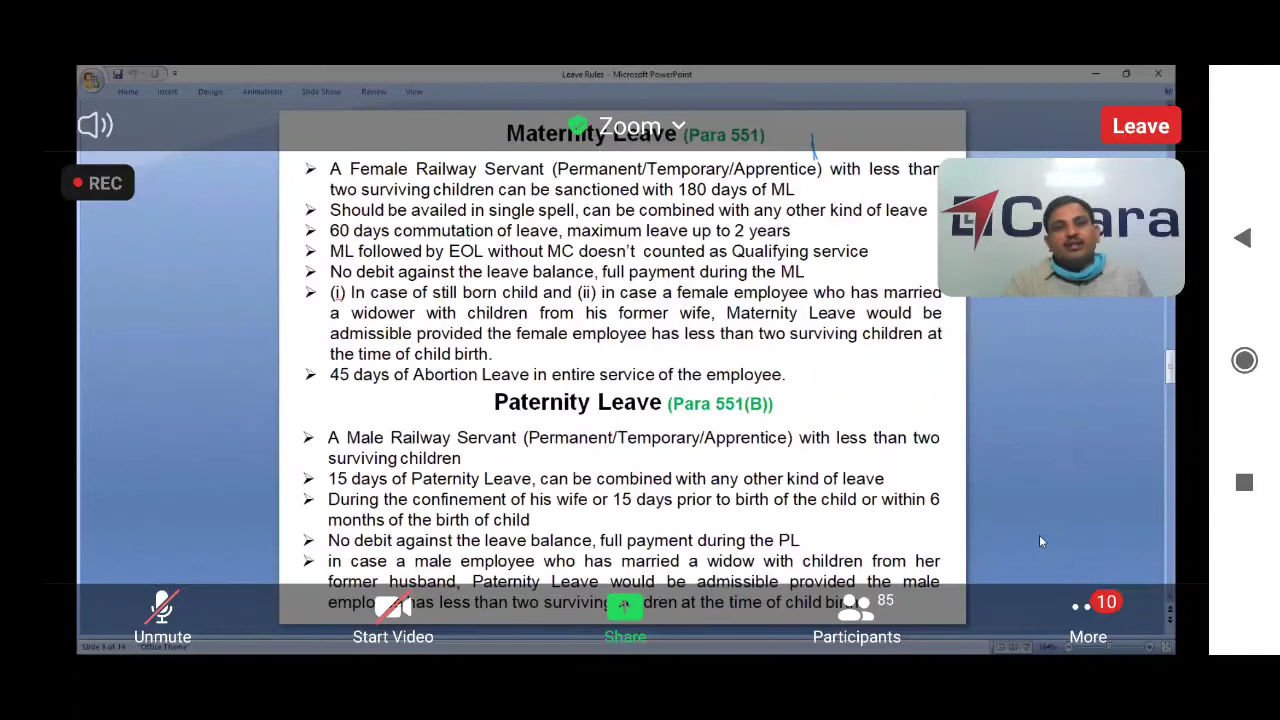 Leave Rules - Microsoft PowerPoint
Home Insert Design Animations Slide Show Review View
Zoom
Leave
REC
Maternity Leave (Para 551)
➢ A Female Railway Servant (Permanent/Temporary/Apprentice) with less than
two surviving children can be sanctioned with 180 days of ML
➢ Should be availed in single spell, can be combined with any other kind of leave
➢ 60 days commutation of leave, maximum leave up to 2 years
➢ ML followed by EOL without MC doesn't counted as Qualifying service
➢ No debit against the leave balance, full payment during the ML
➢ (i) In case of still born child and (ii) in case a female employee who has married
a widower with children from his former wife, Maternity Leave would be
admissible provided the female employee has less than two surviving children at
the time of child birth.
➢ 45 days of Abortion Leave in entire service of the employee.
Paternity Leave (Para 551(B))
➢ A Male Railway Servant (Permanent/Temporary/Apprentice) with less than two
surviving children
➢ 15 days of Paternity Leave, can be combined with any other kind of leave
➢ During the confinement of his wife or 15 days prior to birth of the child or within 6
months of the birth of child
➢ No debit against the leave balance, full payment during the PL
➢ in case a male employee who has married a widow with children from her
former husband, Paternity Leave would be admissible provided the male
has less than two surviving children at the time of child
Unmute
Start Video
Share
Participants 85
More 10
Slide 8 of 14 "Office Theme" 104%